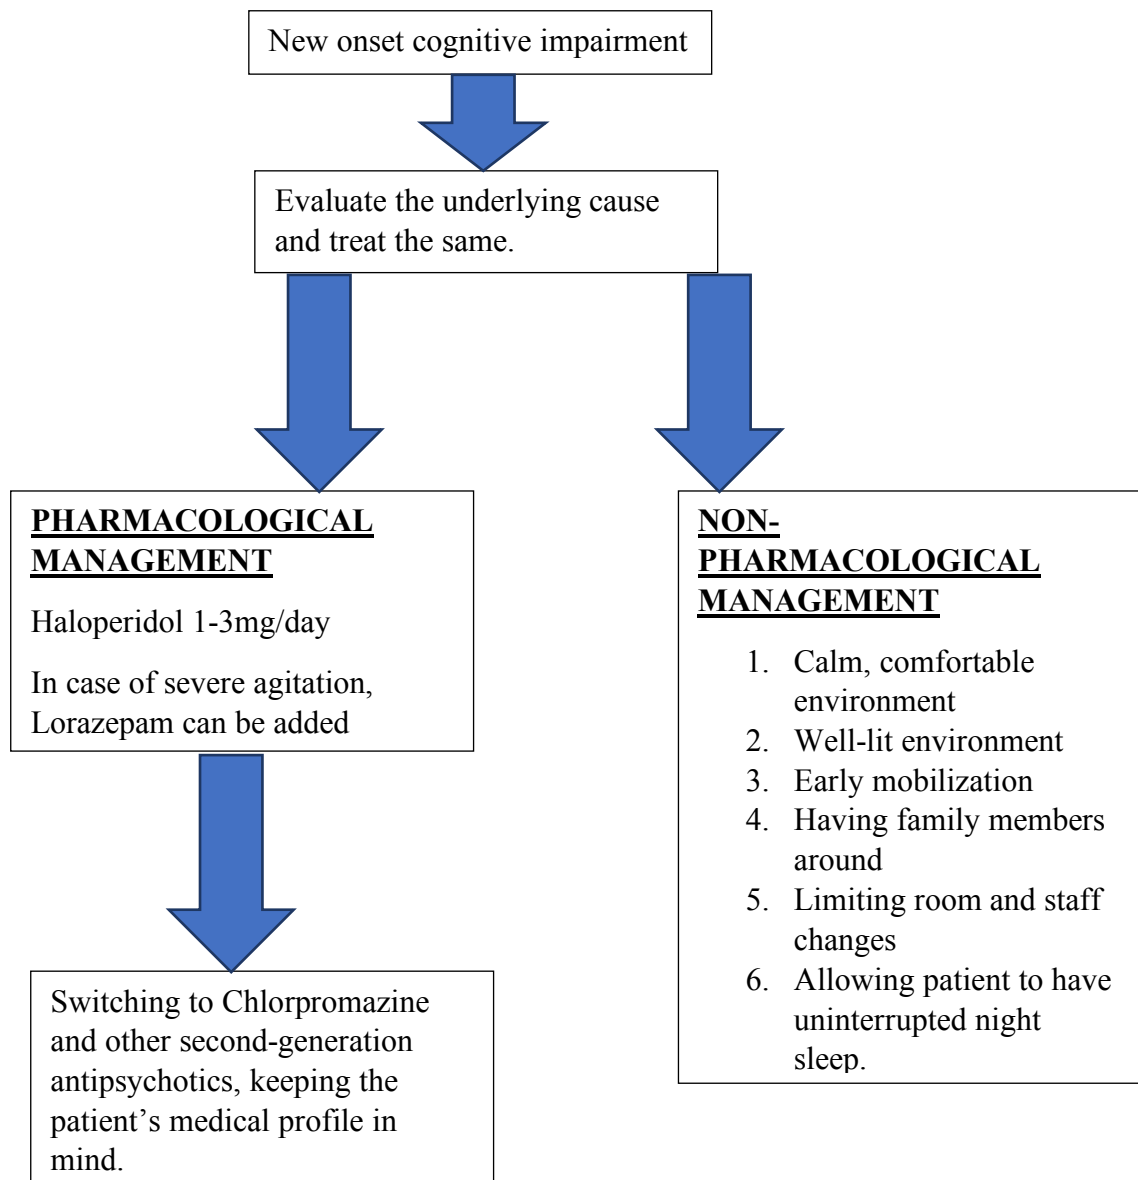 New onset cognitive impairment
Evaluate the underlying cause
and treat the same.
PHARMACOLOGICAL
MANAGEMENT
Haloperidol 1-3mg/day
In case of severe agitation,
Lorazepam can be added
Switching to Chlorpromazine
and other second-generation
antipsychotics, keeping the
patient’s medical profile in
mind.
NON-
PHARMACOLOGICAL
MANAGEMENT
1. Calm, comfortable
environment
2. Well-lit environment
3. Early mobilization
4. Having family members
around
5. Limiting room and staff
changes
6. Allowing patient to have
uninterrupted night
sleep.